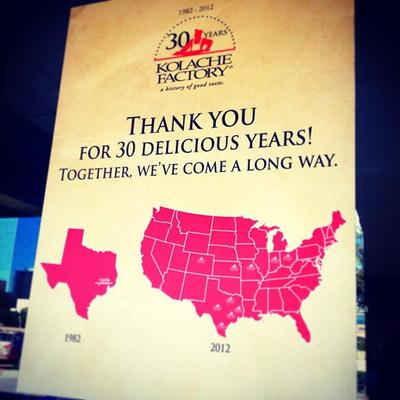 1982 - 2012
30 YEARS
KOLACHE
FACTORY®
a history of good taste.
THANK YOU
FOR 30 DELICIOUS YEARS!
TOGETHER, WE'VE COME A LONG WAY.
1982
2012